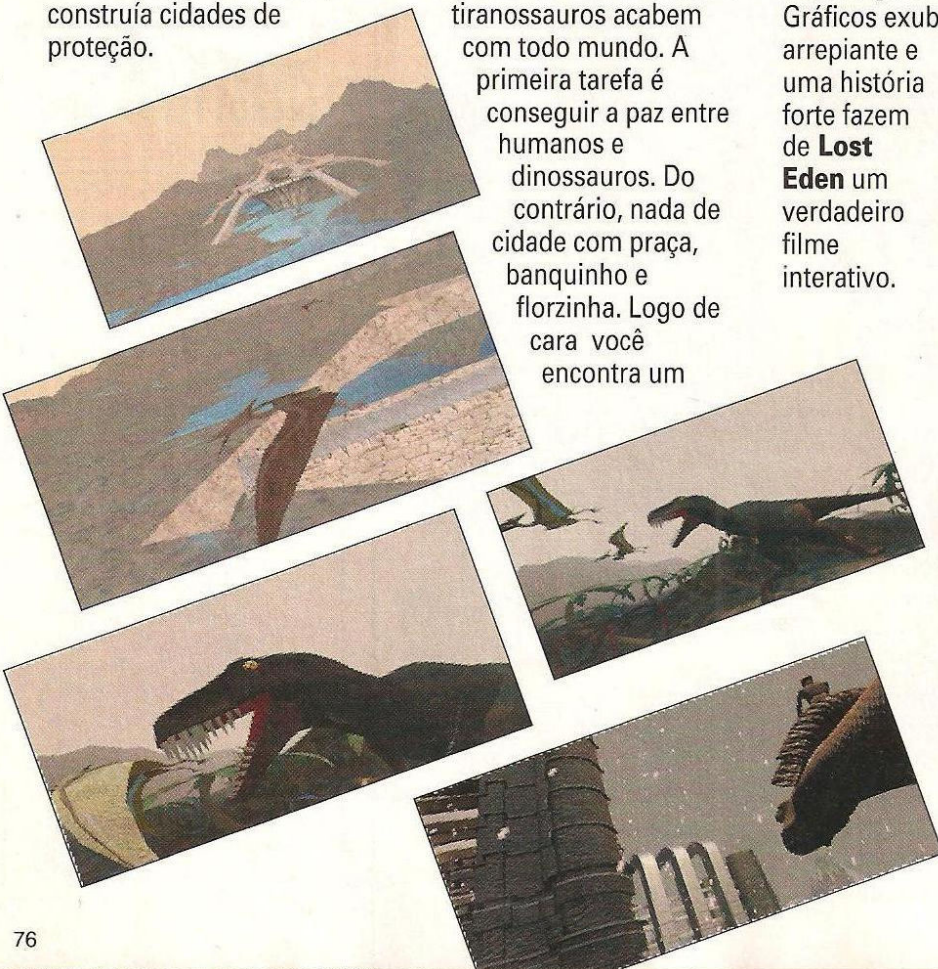 construía cidades de
proteção.
tiranossauros acabem
com todo mundo. A
primeira tarefa é
conseguir a paz entre
humanos e
dinossauros. Do
contrário, nada de
cidade com praça,
banquinho e
florzinha. Logo de
cara você
encontra um
Gráficos exub
arrepiante e
uma história
forte fazem
de Lost
Eden um
verdadeiro
filme
interativo.
76